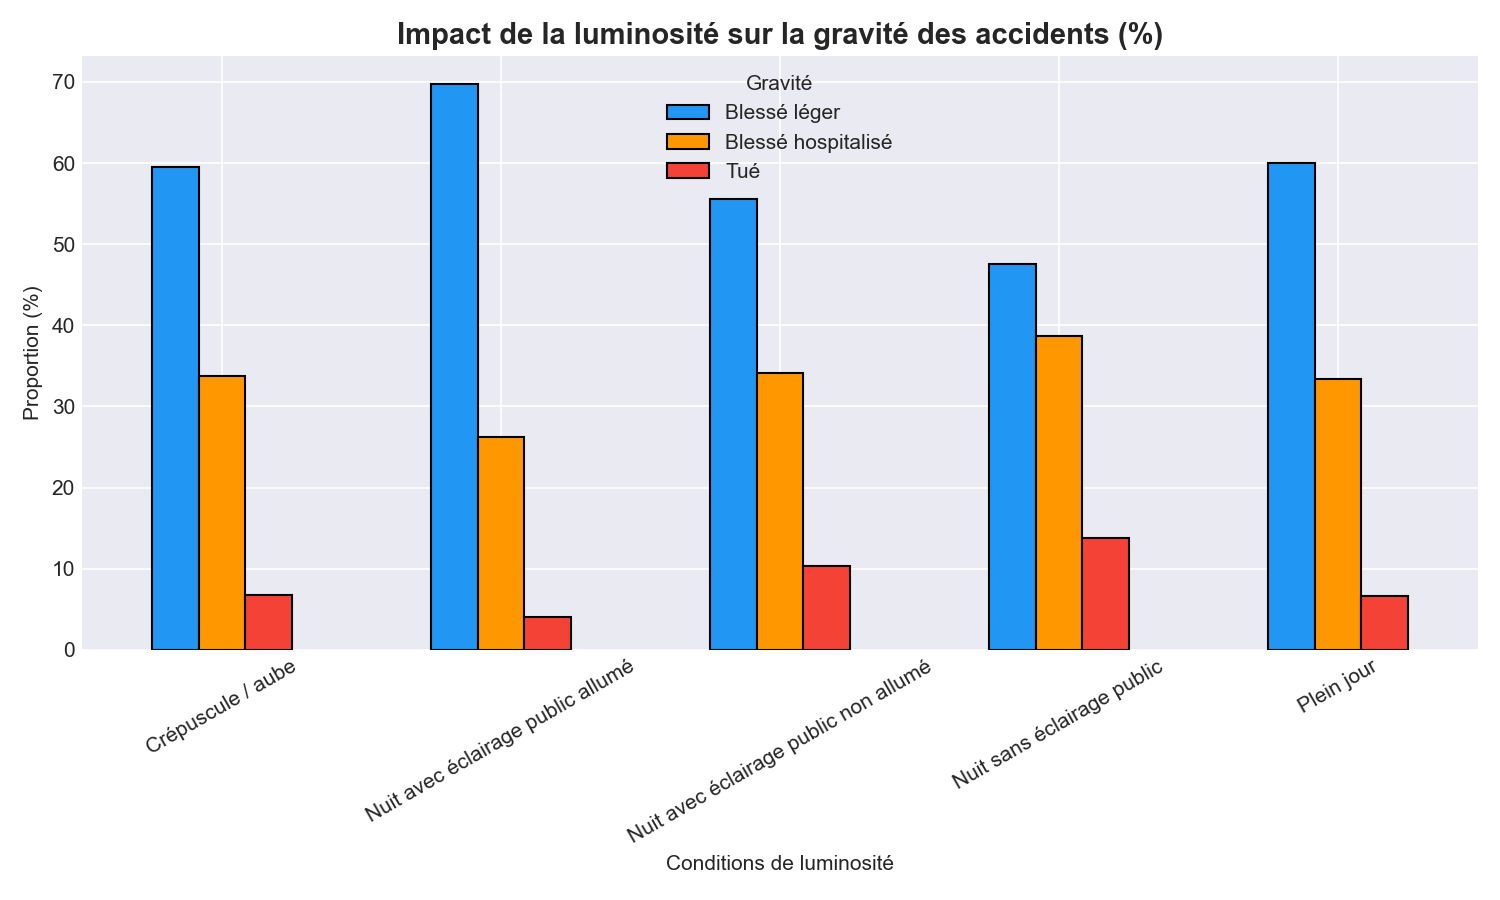 Impact de la luminosité sur la gravité des accidents (%)
Gravité
Blessé léger
Blessé hospitalisé
Tué
Proportion (%)
70
60
50
40
30
20
10
0
Crépuscule / aube
Nuit avec éclairage public allumé
Nuit avec éclairage public non allumé
Nuit sans éclairage public
Plein jour
Conditions de luminosité